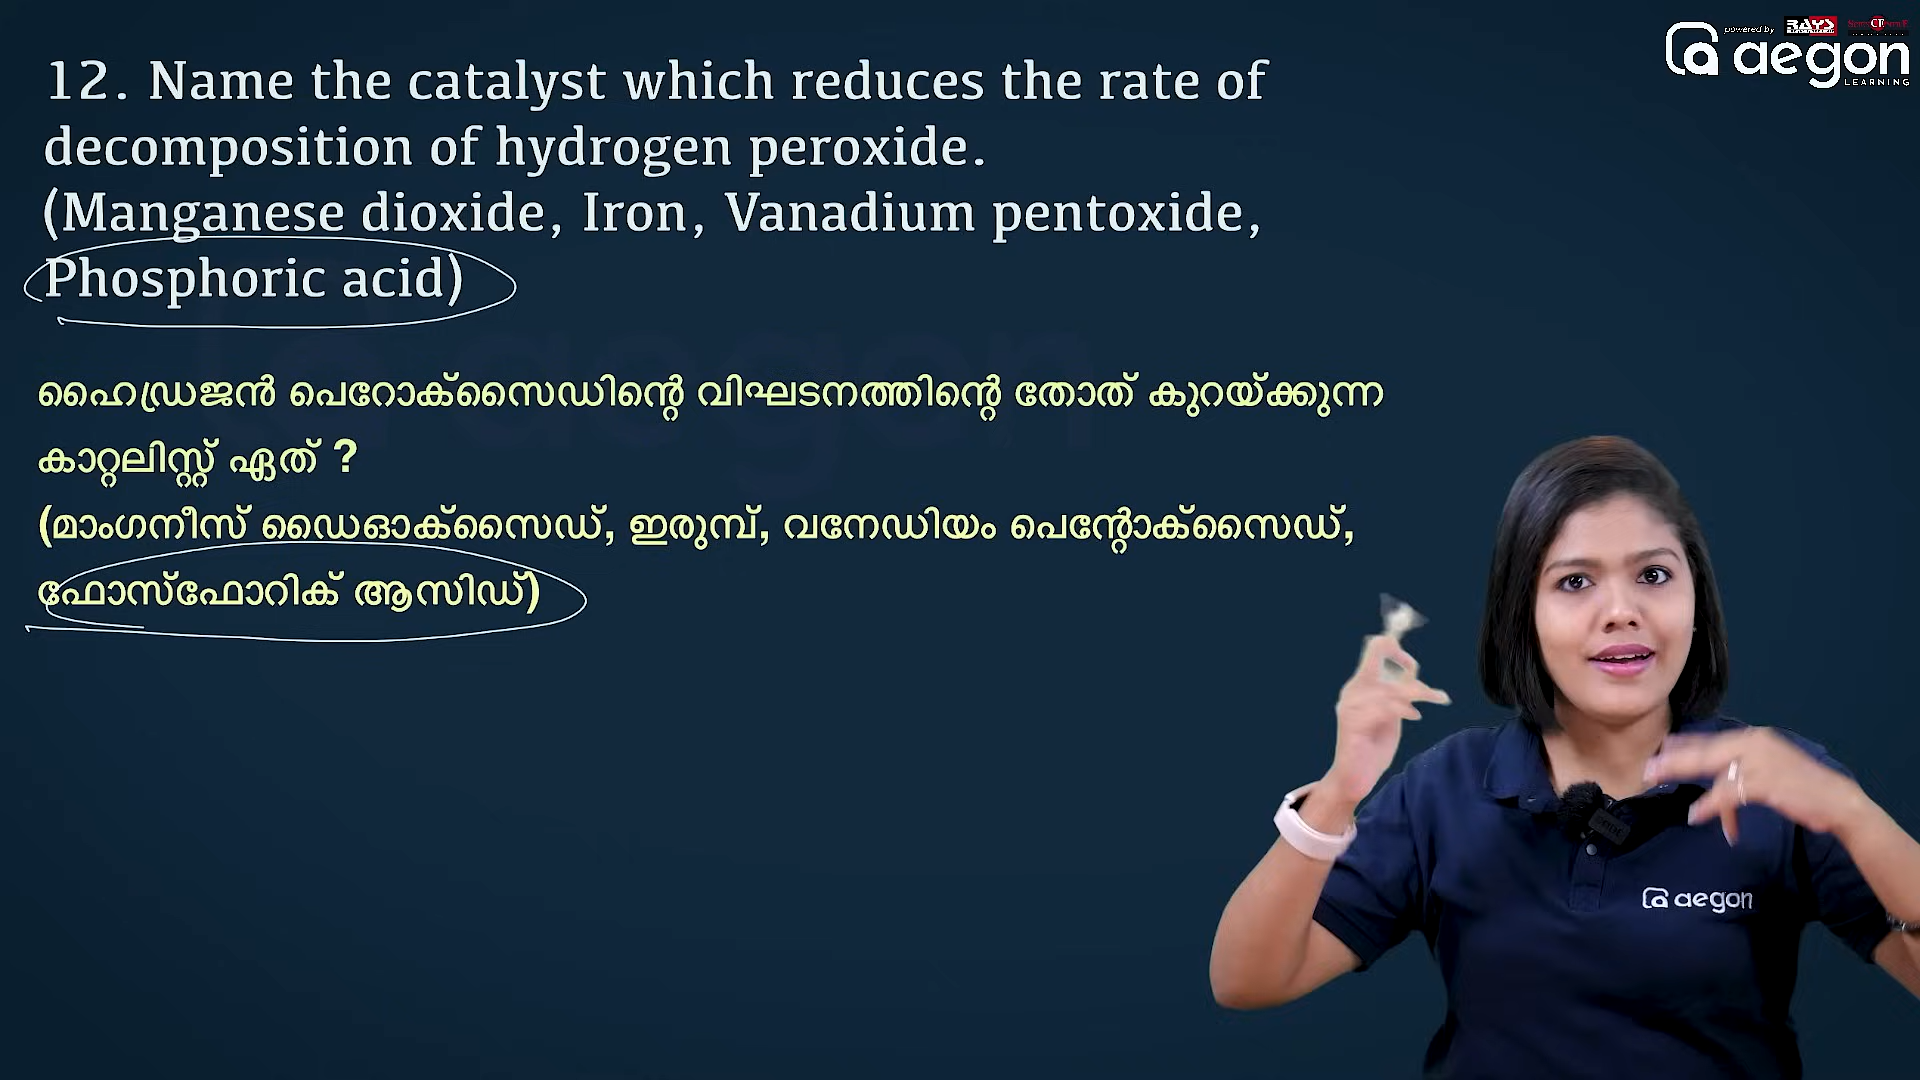 powered by RAYS
aegon
LEARNING
12. Name the catalyst which reduces the rate of
decomposition of hydrogen peroxide.
(Manganese dioxide, Iron, Vanadium pentoxide,
Phosphoric acid)
ഹൈഡ്രജൻ പെറോക്സൈഡിന്റെ വിഘടനത്തിന്റെ തോത് കുറയ്ക്കുന്ന
കാറ്റലിസ്റ്റ് ഏത് ?
(മാംഗനീസ് ഡൈഓക്സൈഡ്, ഇരുമ്പ്, വനേഡിയം പെന്റോക്സൈഡ്,
ഫോസ്ഫോറിക് ആസിഡ്)
aegon